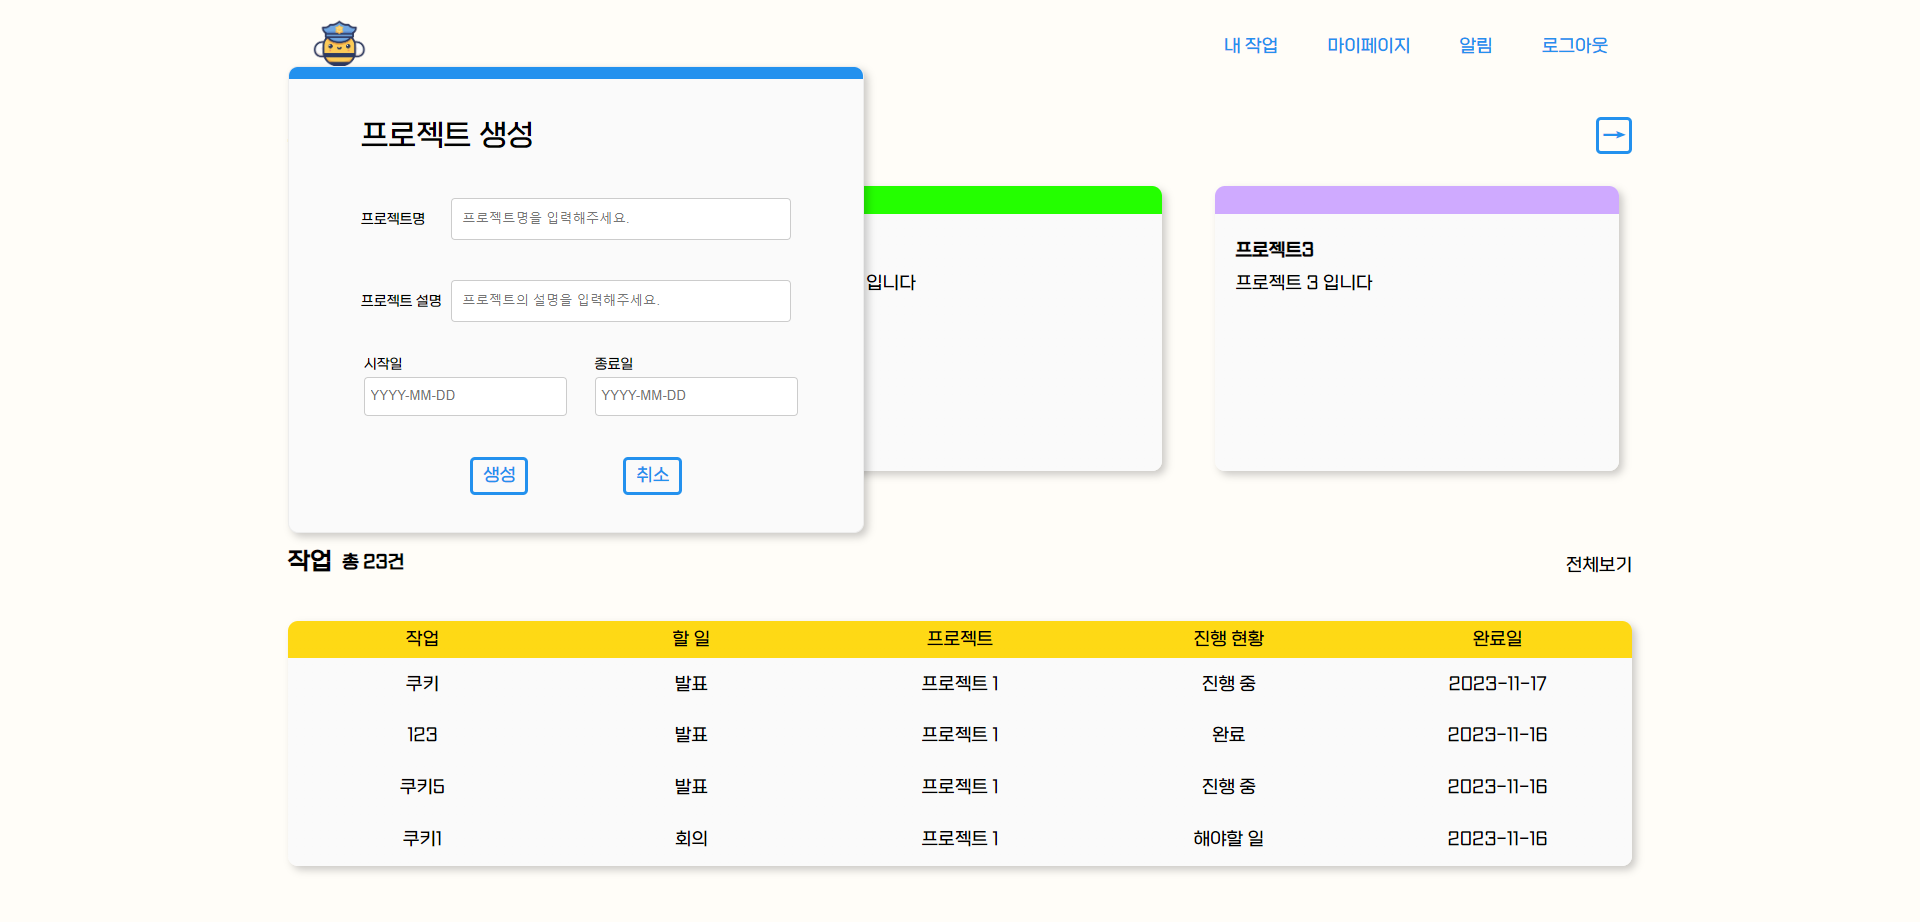 내 작업 마이페이지 알림 로그아웃
프로젝트 생성
프로젝트명 프로젝트명을 입력해주세요.
프로젝트 설명 프로젝트의 설명을 입력해주세요.
시작일 종료일
YYYY-MM-DD YYYY-MM-DD
생성 취소
입니다
프로젝트3
프로젝트 3 입니다
작업 총 23건 전체보기
작업 할 일 프로젝트 진행 현황 완료일
쿠키 발표 프로젝트 1 진행 중 2023-11-17
123 발표 프로젝트 1 완료 2023-11-16
쿠키5 발표 프로젝트 1 진행 중 2023-11-16
쿠키1 회의 프로젝트 1 해야할 일 2023-11-16